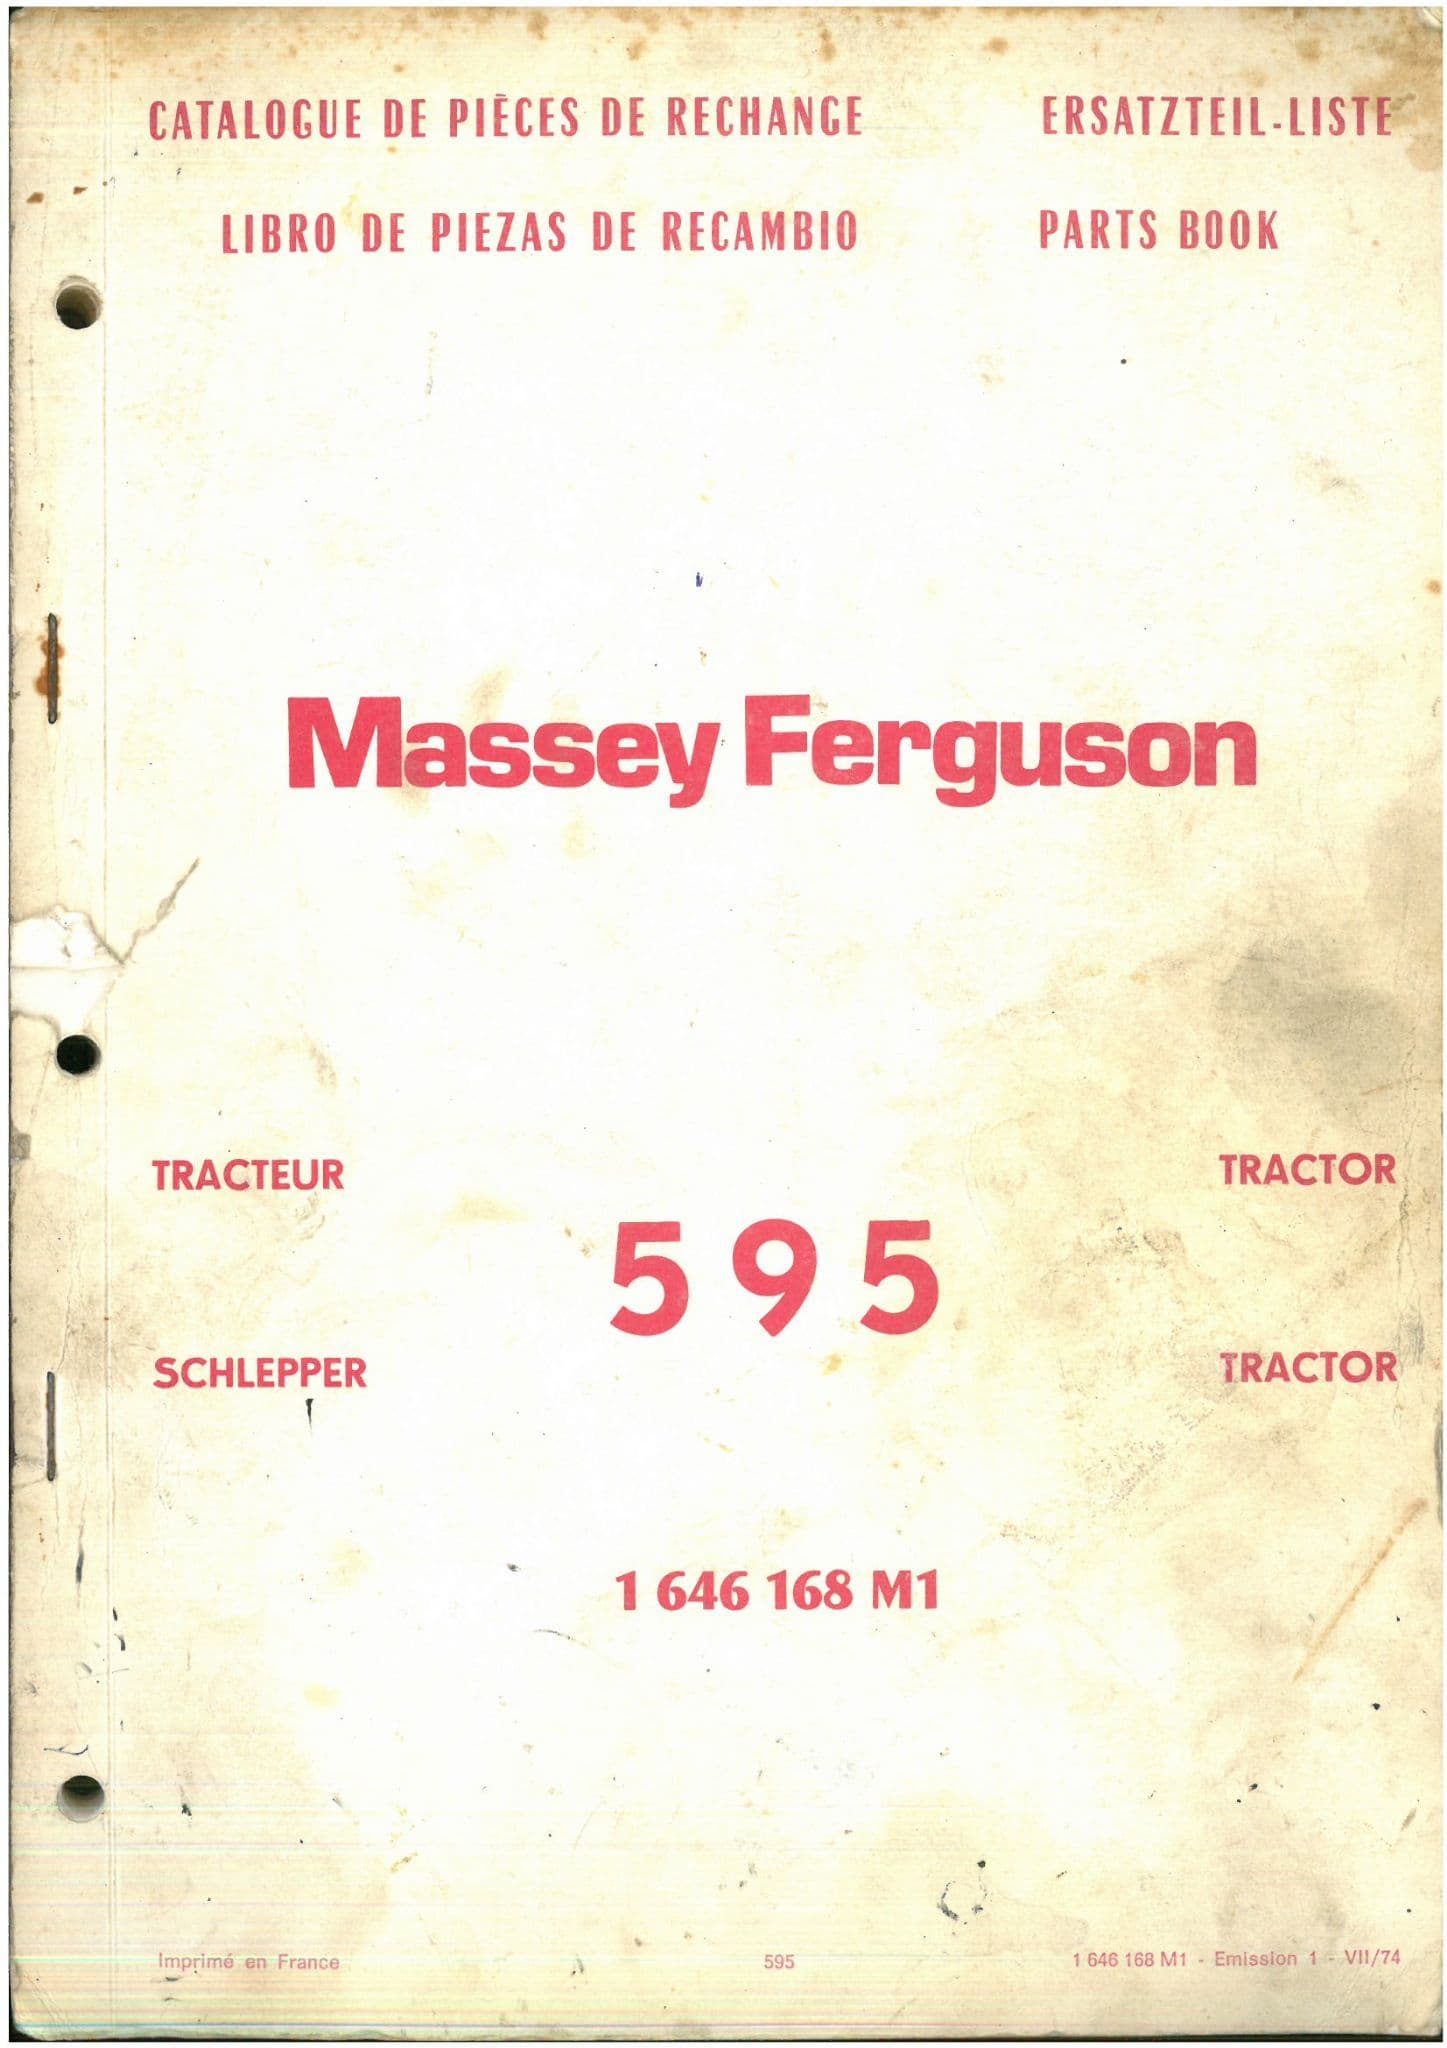 CATALOGUE DE PIÈCES DE RECHANGE
ERSATZTEIL-LISTE
LIBRO DE PIEZAS DE RECAMBIO
PARTS BOOK
Massey Ferguson
TRACTEUR
TRACTOR
595
SCHLEPPER
TRACTOR
1 646 168 M1
Imprimé en France
595
1 646 168 M1 - Emission 1 - VII/74